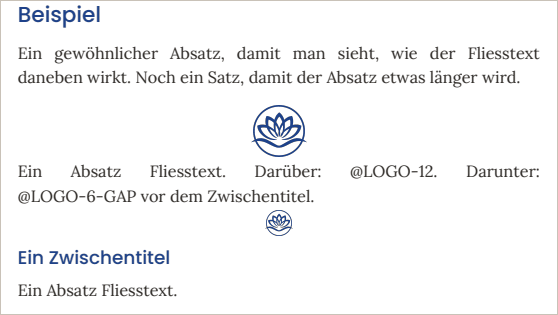 Beispiel
Ein gewöhnlicher Absatz, damit man sieht, wie der Fliesstext
daneben wirkt. Noch ein Satz, damit der Absatz etwas länger wird.
Ein Absatz Fliesstext. Darüber: @LOGO-12. Darunter:
@LOGO-6-GAP vor dem Zwischentitel.
Ein Zwischentitel
Ein Absatz Fliesstext.